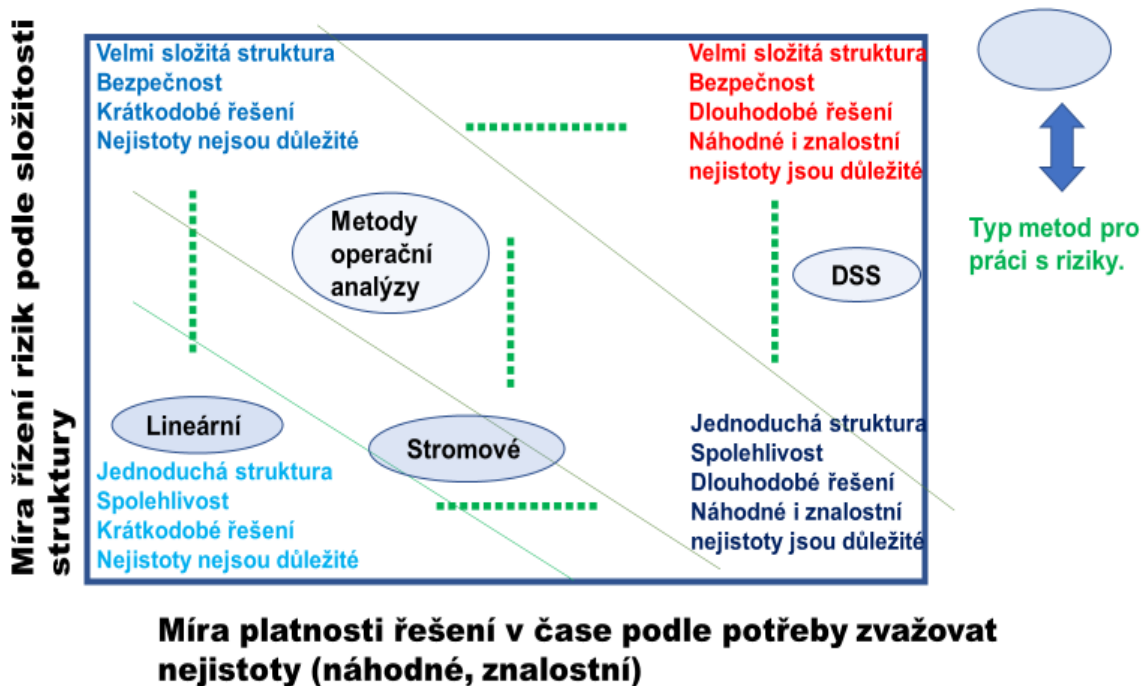 Míra řízení rizik podle složitosti
struktury
Velmi složitá struktura
Bezpečnost
Krátkodobé řešení
Nejistoty nejsou důležité
Velmi složitá struktura
Bezpečnost
Dlouhodobé řešení
Náhodné i znalostní
nejistoty jsou důležité
Metody
operační
analýzy
DSS
Typ metod pro
práci s riziky.
Lineární
Stromové
Jednoduchá struktura
Spolehlivost
Krátkodobé řešení
Nejistoty nejsou důležité
Jednoduchá struktura
Spolehlivost
Dlouhodobé řešení
Náhodné i znalostní
nejistoty jsou důležité
Míra platnosti řešení v čase podle potřeby zvažovat
nejistoty (náhodné, znalostní)